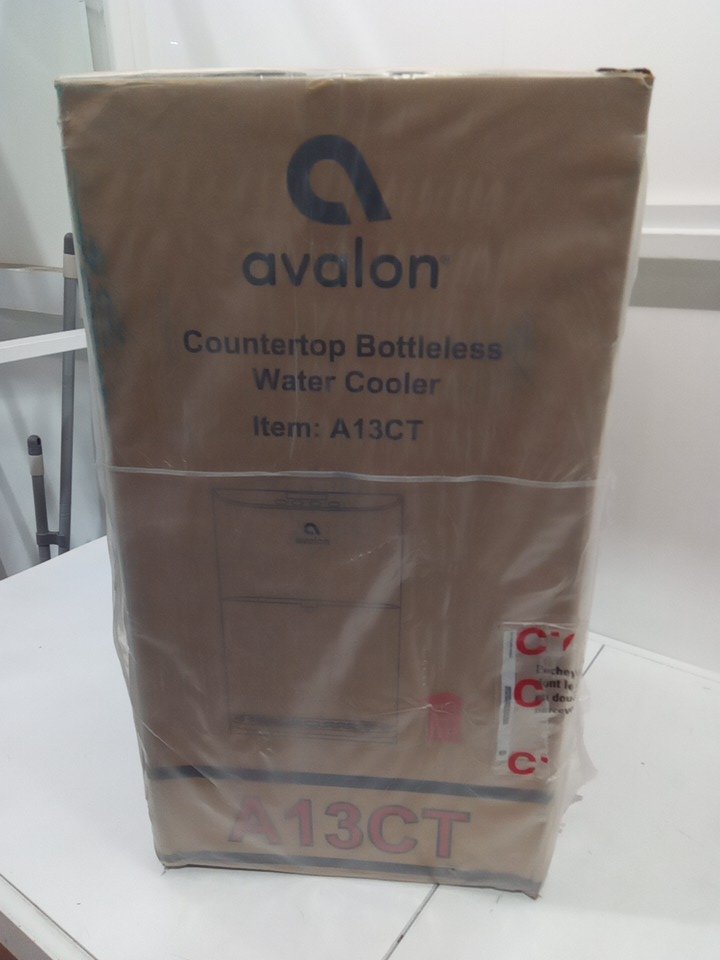 avalon
Countertop Bottleless
Water Cooler
Item: A13CT
avalon
A13CT